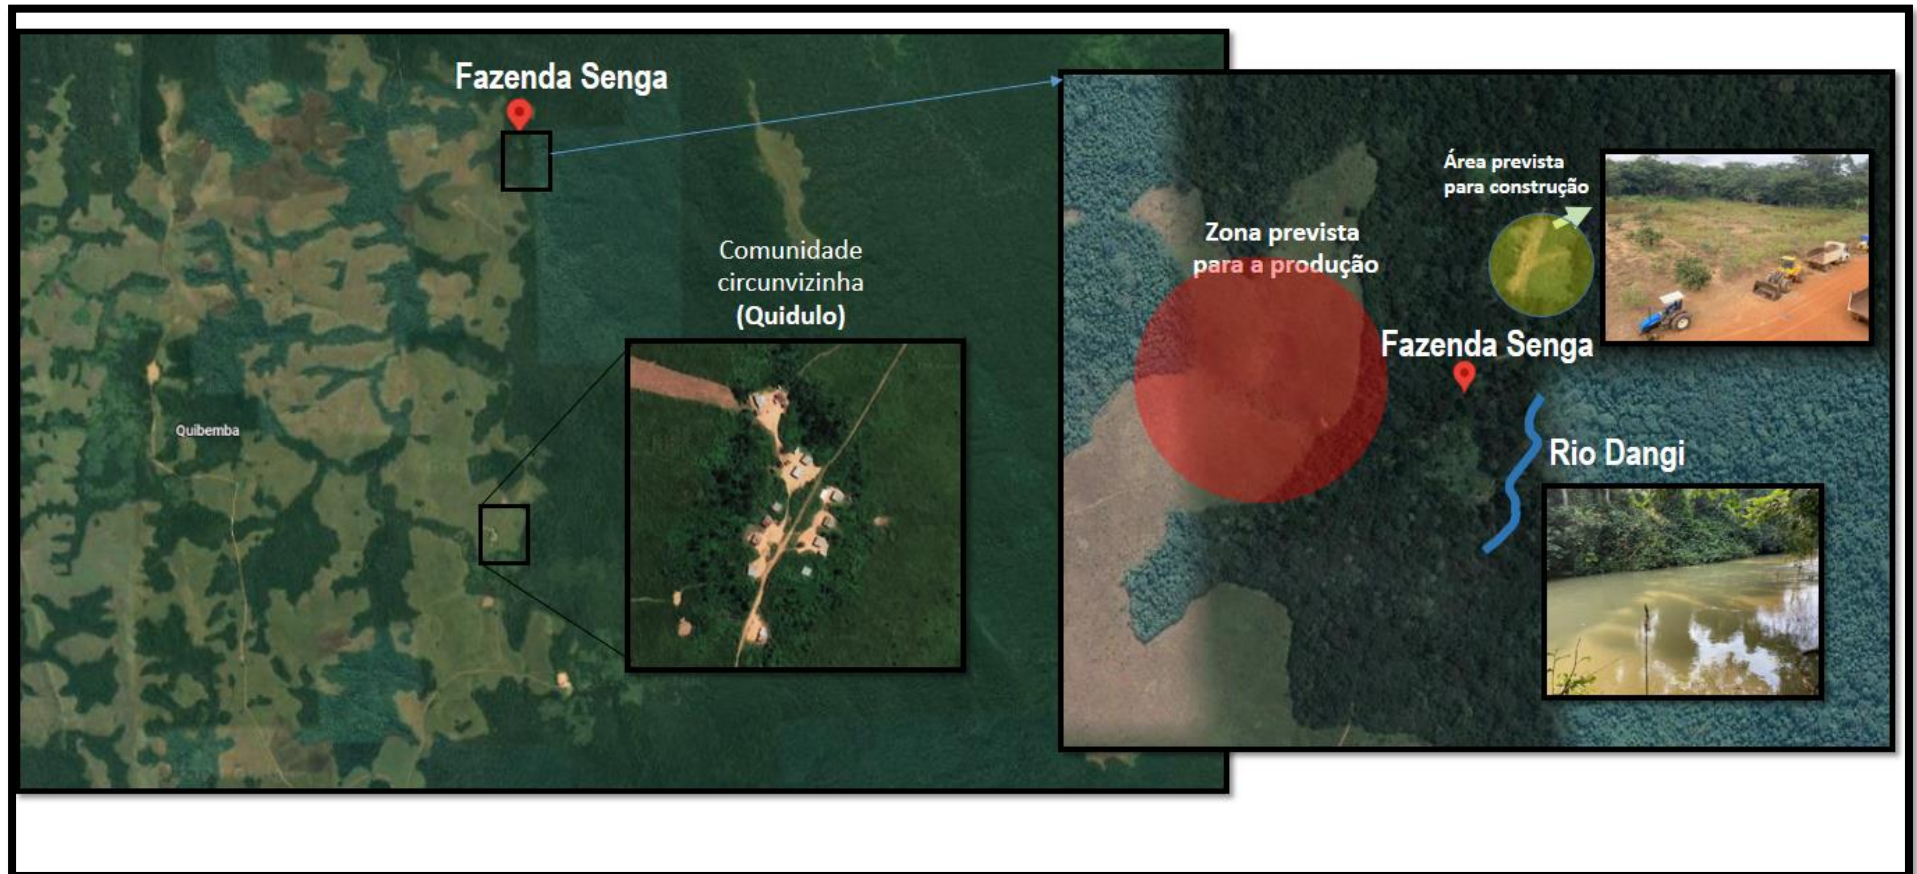 Fazenda Senga
Comunidade
circunvizinha
(Quidulo)
Quibemba
Área prevista
para construção
Zona prevista
para a produção
Fazenda Senga
Rio Dangi